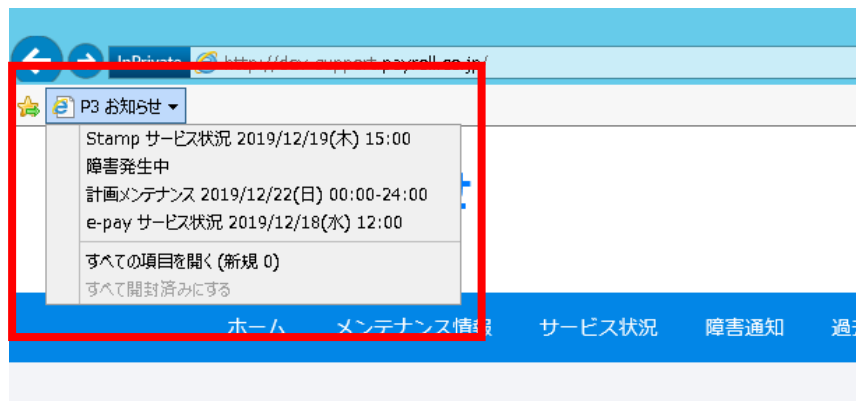 InPrivate http://dev-support.payroll.co.jp/
P3 お知らせ
Stamp サービス状況 2019/12/19(木) 15:00
障害発生中
計画メンテナンス 2019/12/22(日) 00:00-24:00
e-pay サービス状況 2019/12/18(水) 12:00
すべての項目を開く(新規 0)
すべて開封済みにする
ホーム メンテナンス情報 サービス状況 障害通知